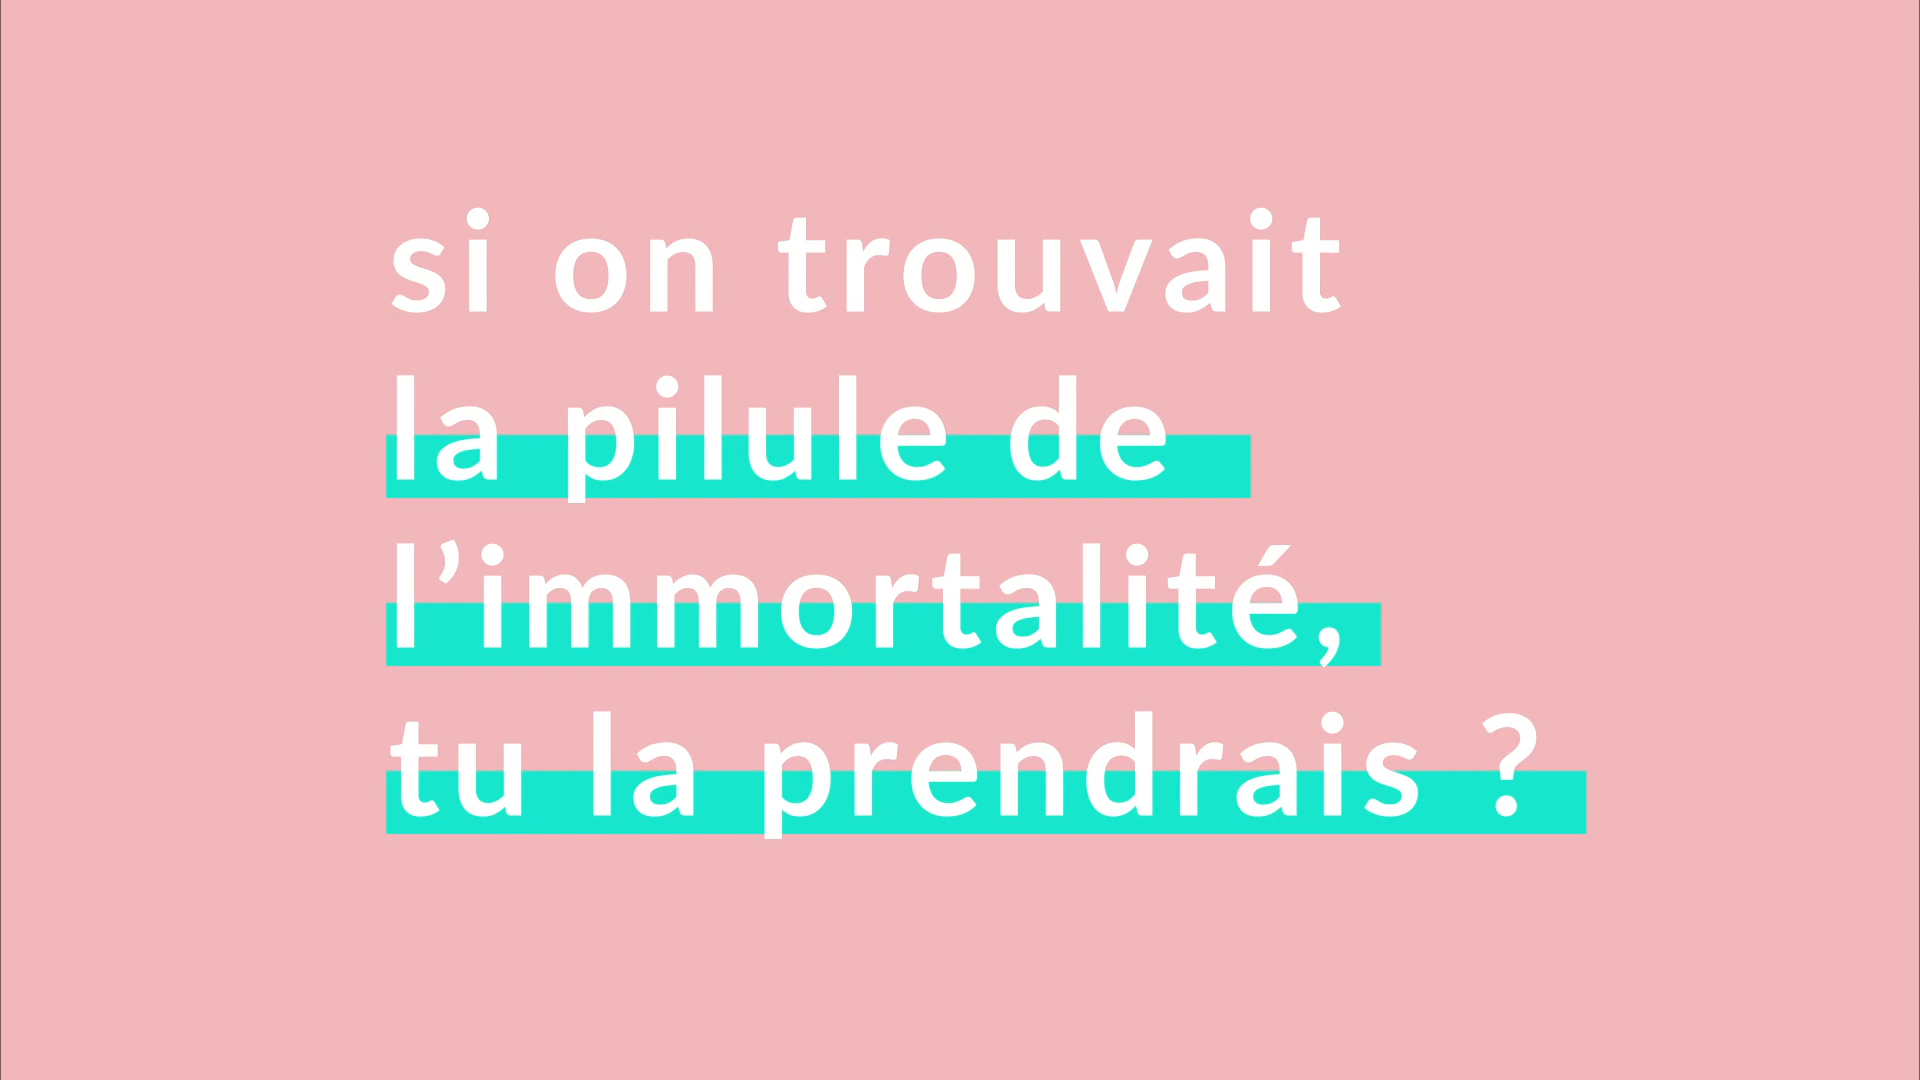 si on trouvait
la pilule de
l’immortalité,
tu la prendrais ?